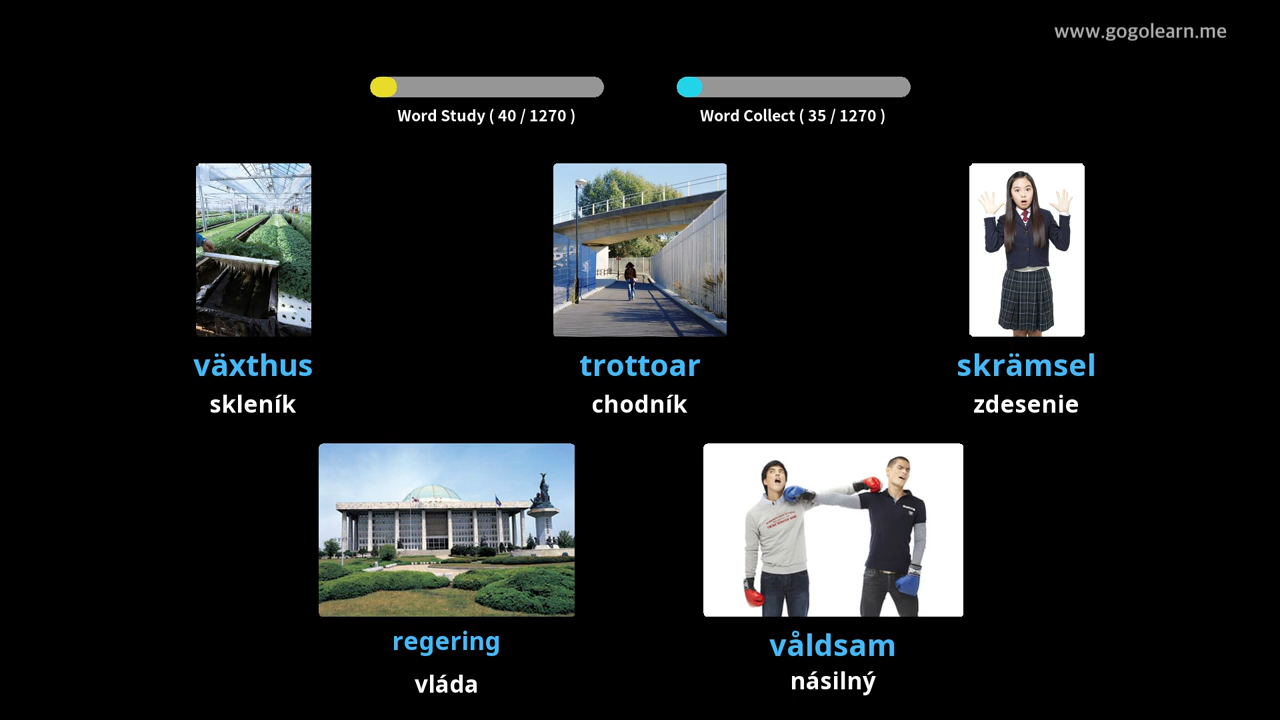 www.gogolearn.me
Word Study ( 40 / 1270 )
Word Collect ( 35 / 1270 )
växthus
skleník
trottoar
chodník
skrämsel
zdesenie
regering
vláda
våldsam
násilný